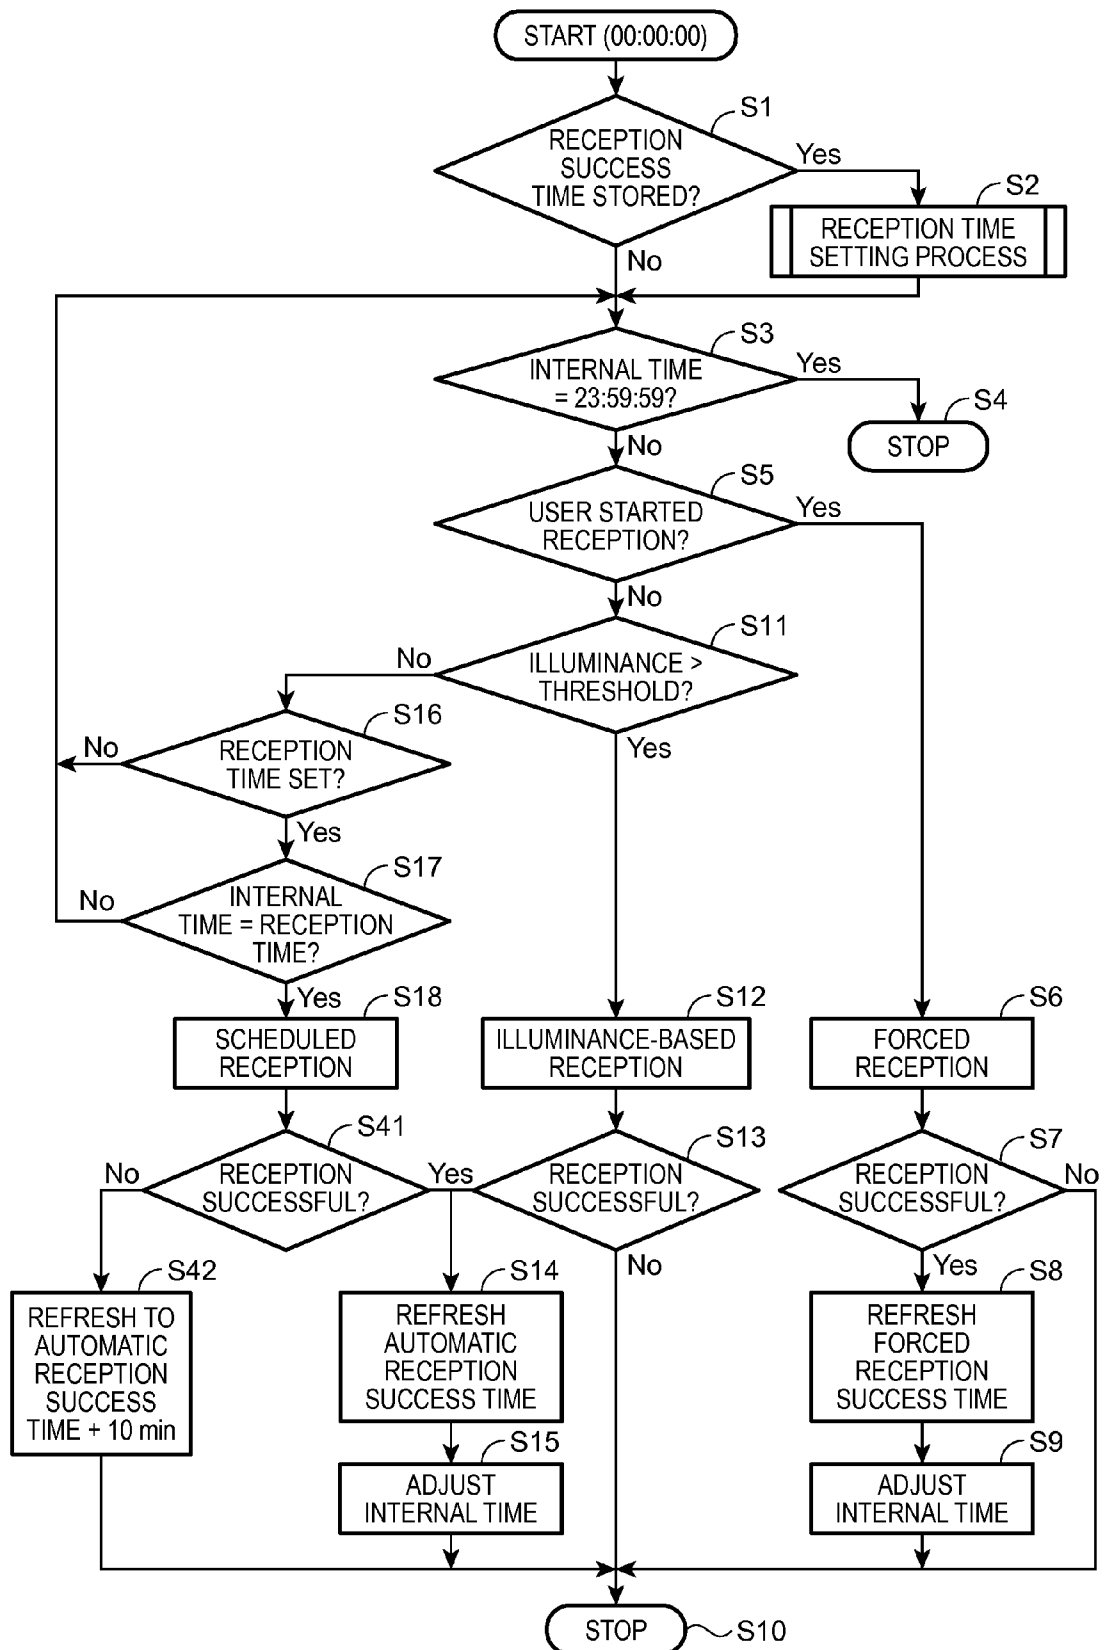 START (00:00:00)
S1
RECEPTION
SUCCESS
TIME STORED?
Yes
No
S2
RECEPTION TIME
SETTING PROCESS
S3
INTERNAL TIME
= 23:59:59?
Yes
No
S4
STOP
S5
USER STARTED
RECEPTION?
Yes
No
S11
ILLUMINANCE >
THRESHOLD?
No
Yes
S16
RECEPTION
TIME SET?
No
Yes
S17
INTERNAL
TIME = RECEPTION
TIME?
No
Yes
S18
SCHEDULED
RECEPTION
S12
ILLUMINANCE-BASED
RECEPTION
S6
FORCED
RECEPTION
S41
RECEPTION
SUCCESSFUL?
No
Yes
S13
RECEPTION
SUCCESSFUL?
No
S7
RECEPTION
SUCCESSFUL?
No
Yes
S42
REFRESH TO
AUTOMATIC
RECEPTION
SUCCESS
TIME + 10 min
S14
REFRESH
AUTOMATIC
RECEPTION
SUCCESS TIME
S8
REFRESH
FORCED
RECEPTION
SUCCESS TIME
S15
ADJUST
INTERNAL TIME
S9
ADJUST
INTERNAL TIME
STOP
S10